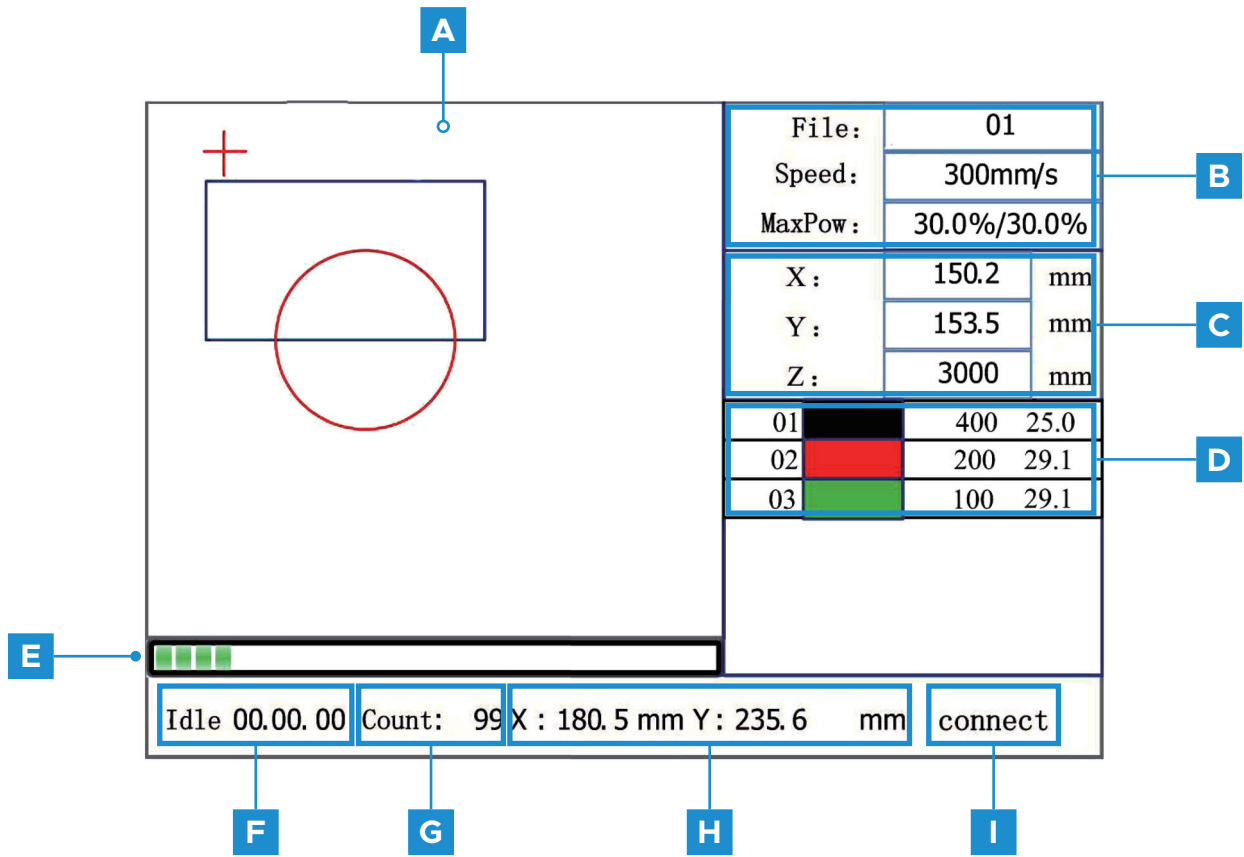 A
File: 01
Speed: 300mm/s
B
MaxPow: 30.0%/30.0%
X: 150.2 mm
Y: 153.5 mm
C
Z: 3000 mm
01 400 25.0
02 200 29.1
D
03 100 29.1
E
Idle 00.00.00 Count: 99 X : 180.5 mm Y : 235.6 mm connect
F G H I